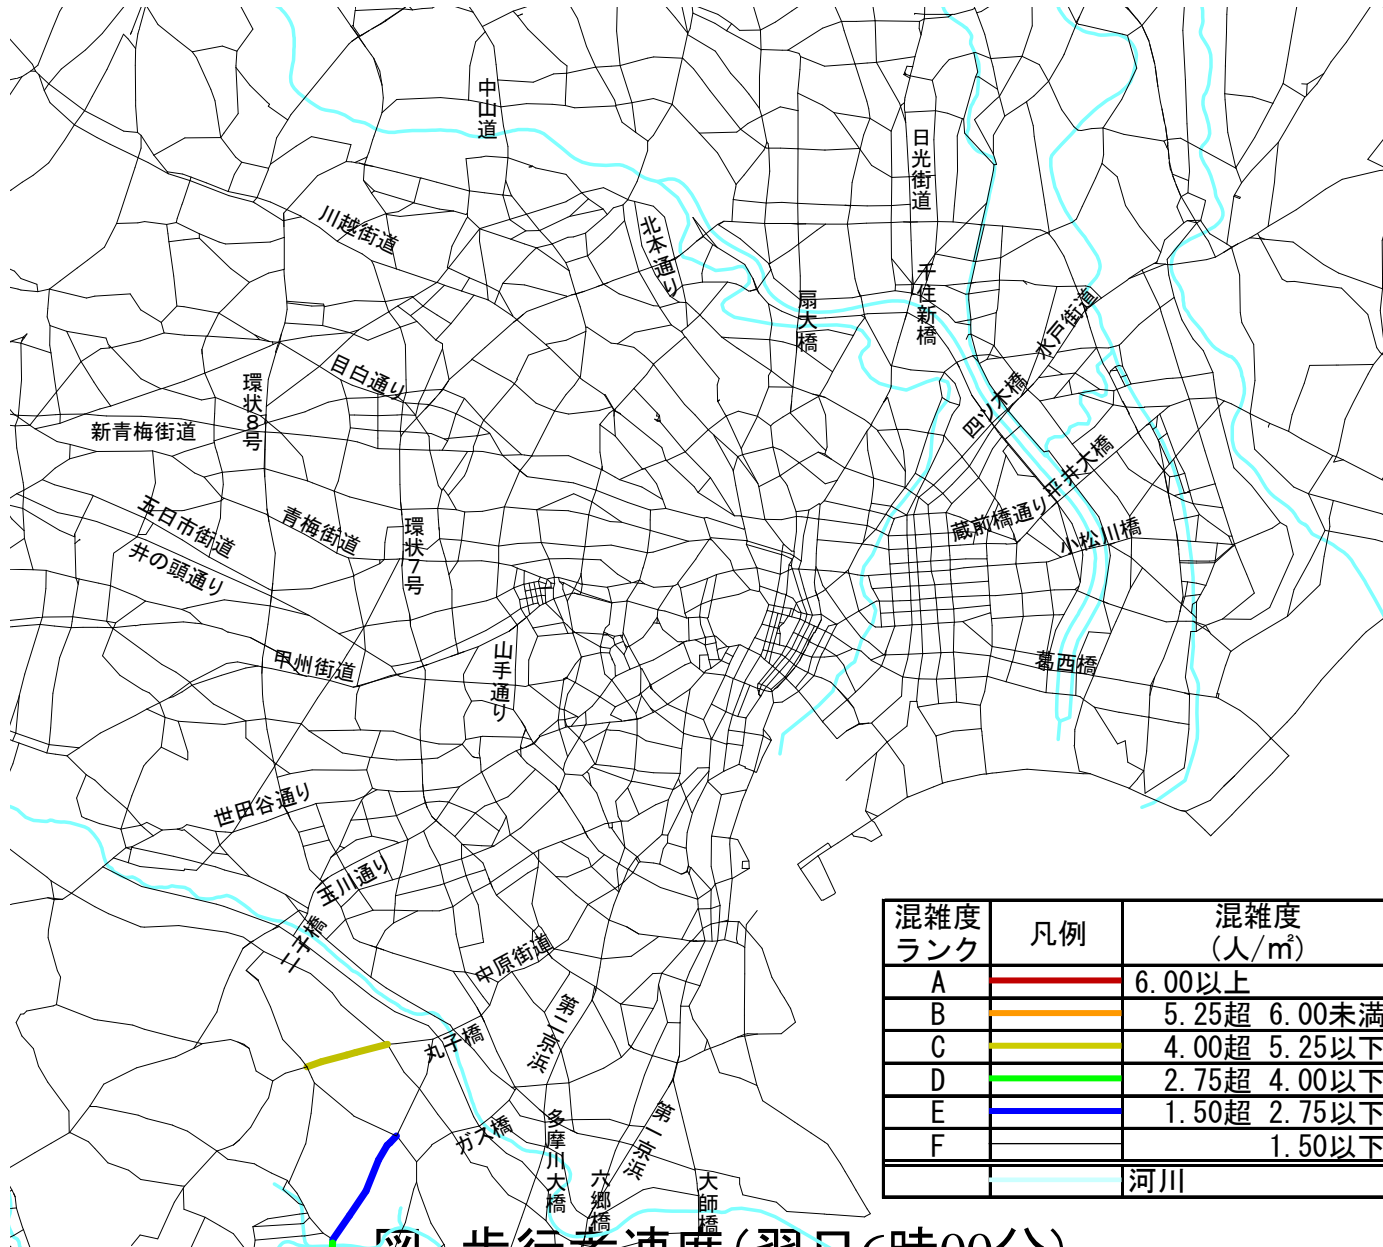 中山道
日光街道
川越街道
北本通り
千住新橋
扇大橋
水戸街道
目白通り
環状8号
四ツ木橋
新青梅街道
平井大橋
五日市街道
青梅街道
環状7号
蔵前橋通り
小松川橋
井の頭通り
甲州街道
山手通り
葛西橋
世田谷通り
玉川通り
二子橋
中原街道
第二京浜
丸子橋
ガス橋
多摩川大橋
第一京浜
六郷橋
大師橋
混雑度ランク 凡例 混雑度(人/㎡)
A 6.00以上
B 5.25超 6.00未満
C 4.00超 5.25以下
D 2.75超 4.00以下
E 1.50超 2.75以下
F 1.50以下
河川
(翌日6時00分)